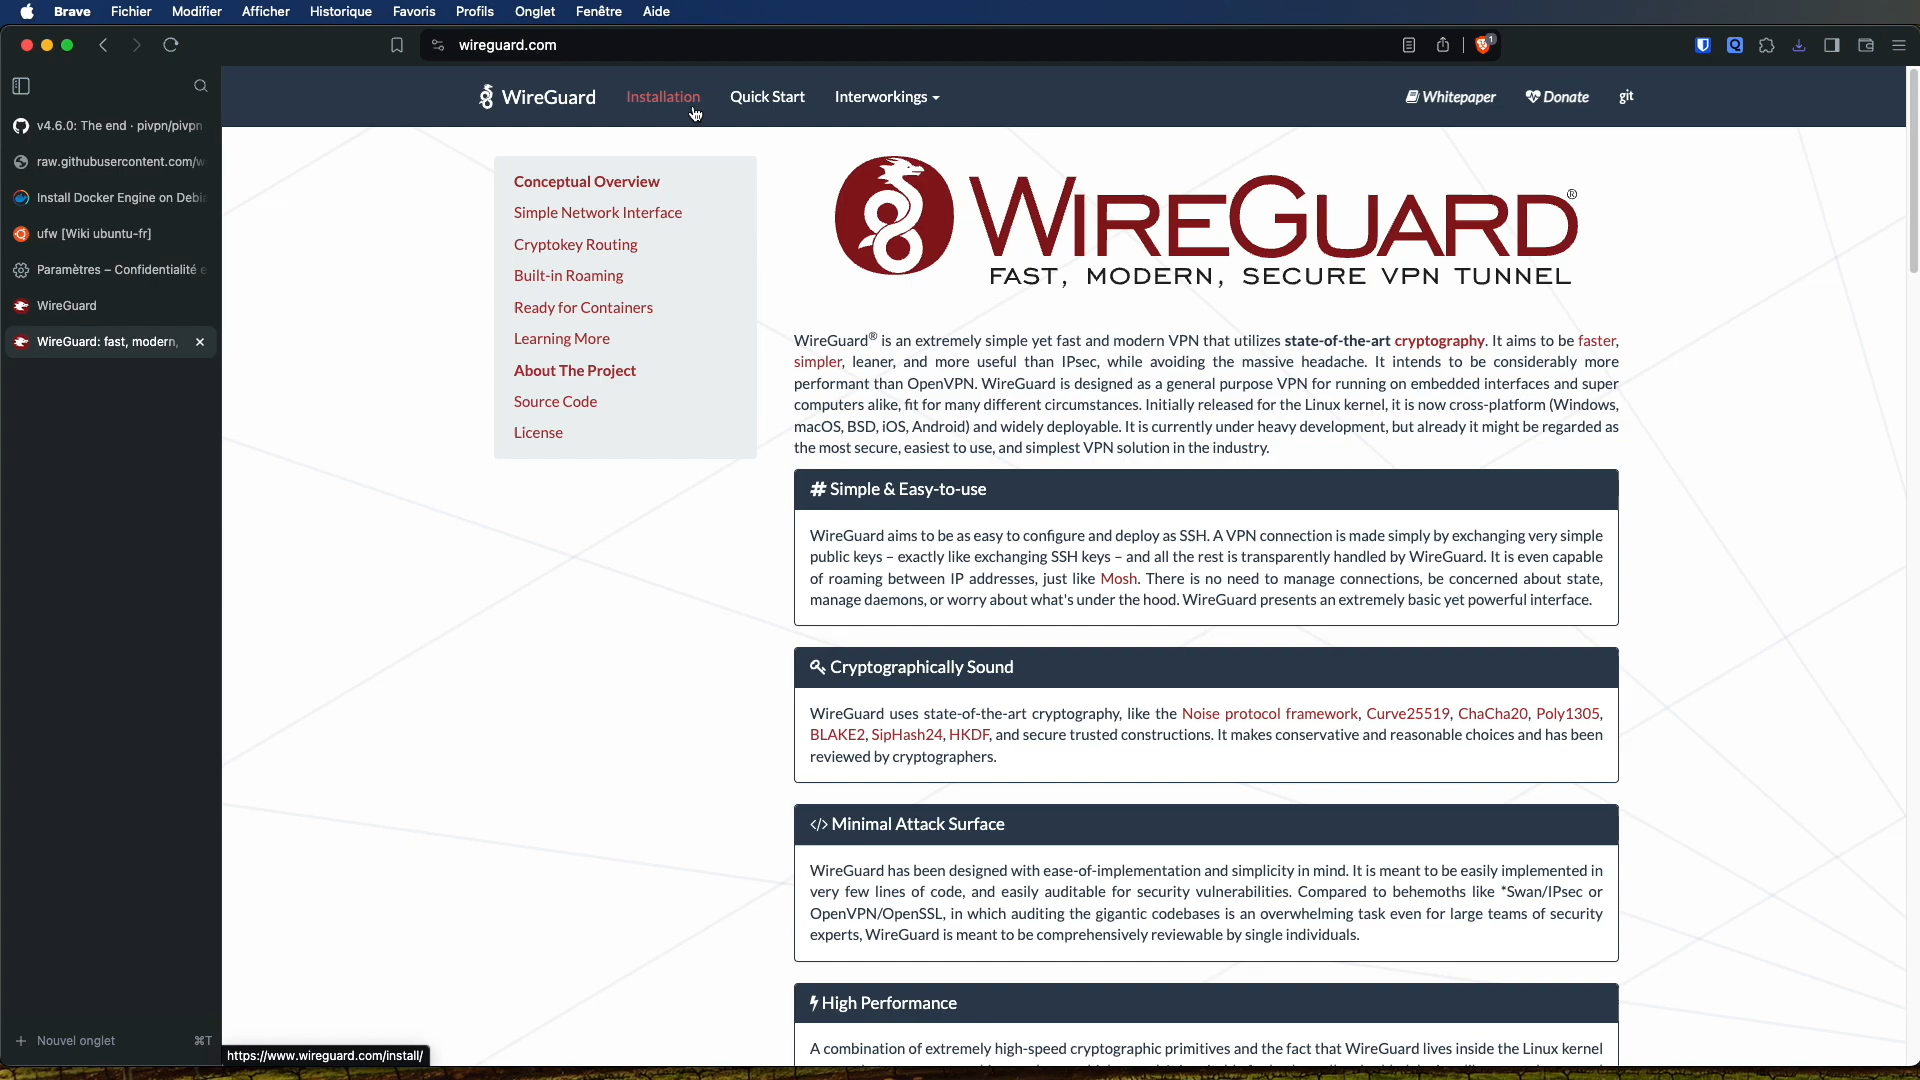 Brave Fichier Modifier Afficher Historique Favoris Profils Onglet Fenêtre Aide
wireguard.com
1
v4.6.0: The end · pivpn/pivpn
raw.githubusercontent.com/w
Install Docker Engine on Debi
ufw [Wiki ubuntu-fr]
Paramètres – Confidentialité e
WireGuard
WireGuard: fast, modern,
Nouvel onglet ⌘T
WireGuard Installation Quick Start Interworkings Whitepaper Donate git
Conceptual Overview
Simple Network Interface
Cryptokey Routing
Built-in Roaming
Ready for Containers
Learning More
About The Project
Source Code
License
WIREGUARD®
FAST, MODERN, SECURE VPN TUNNEL
WireGuard® is an extremely simple yet fast and modern VPN that utilizes state-of-the-art cryptography. It aims to be faster,
simpler, leaner, and more useful than IPsec, while avoiding the massive headache. It intends to be considerably more
performant than OpenVPN. WireGuard is designed as a general purpose VPN for running on embedded interfaces and super
computers alike, fit for many different circumstances. Initially released for the Linux kernel, it is now cross-platform (Windows,
macOS, BSD, iOS, Android) and widely deployable. It is currently under heavy development, but already it might be regarded as
the most secure, easiest to use, and simplest VPN solution in the industry.
# Simple & Easy-to-use
WireGuard aims to be as easy to configure and deploy as SSH. A VPN connection is made simply by exchanging very simple
public keys – exactly like exchanging SSH keys – and all the rest is transparently handled by WireGuard. It is even capable
of roaming between IP addresses, just like Mosh. There is no need to manage connections, be concerned about state,
manage daemons, or worry about what's under the hood. WireGuard presents an extremely basic yet powerful interface.
Cryptographically Sound
WireGuard uses state-of-the-art cryptography, like the Noise protocol framework, Curve25519, ChaCha20, Poly1305,
BLAKE2, SipHash24, HKDF, and secure trusted constructions. It makes conservative and reasonable choices and has been
reviewed by cryptographers.
</> Minimal Attack Surface
WireGuard has been designed with ease-of-implementation and simplicity in mind. It is meant to be easily implemented in
very few lines of code, and easily auditable for security vulnerabilities. Compared to behemoths like *Swan/IPsec or
OpenVPN/OpenSSL, in which auditing the gigantic codebases is an overwhelming task even for large teams of security
experts, WireGuard is meant to be comprehensively reviewable by single individuals.
High Performance
A combination of extremely high-speed cryptographic primitives and the fact that WireGuard lives inside the Linux kernel
https://www.wireguard.com/install/